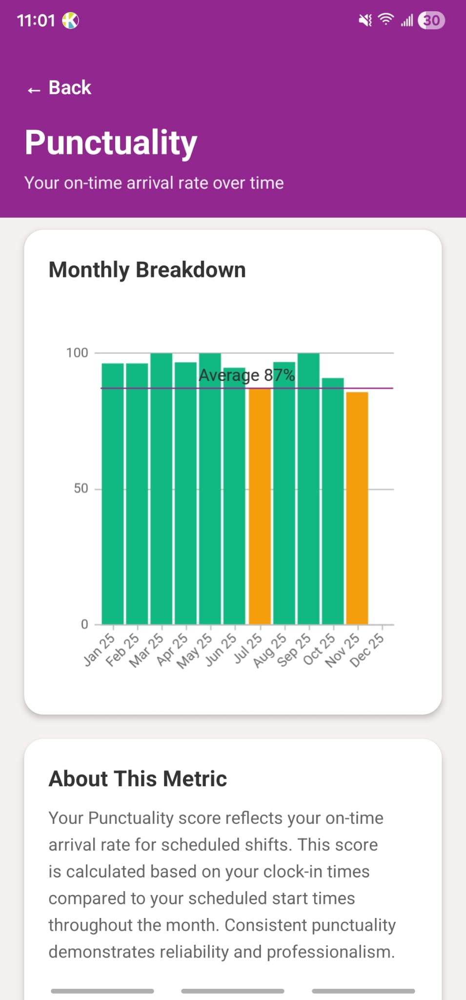 11:01 K 30
← Back
Punctuality
Your on-time arrival rate over time
Monthly Breakdown
100
Average 87%
50
0
Jan 25 Feb 25 Mar 25 Apr 25 May 25 Jun 25 Jul 25 Aug 25 Sep 25 Oct 25 Nov 25 Dec 25
About This Metric
Your Punctuality score reflects your on-time
arrival rate for scheduled shifts. This score
is calculated based on your clock-in times
compared to your scheduled start times
throughout the month. Consistent punctuality
demonstrates reliability and professionalism.